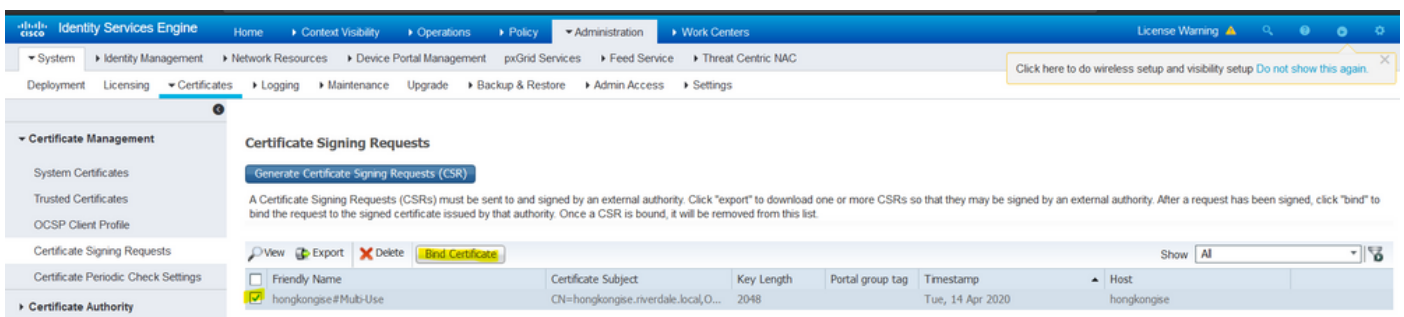 cisco Identity Services Engine Home Context Visibility Operations Policy Administration Work Centers License Warning
System Identity Management Network Resources Device Portal Management pxGrid Services Feed Service Threat Centric NAC
Click here to do wireless setup and visibility setup Do not show this again.
Deployment Licensing Certificates Logging Maintenance Upgrade Backup & Restore Admin Access Settings
Certificate Management
System Certificates
Trusted Certificates
OCSP Client Profile
Certificate Signing Requests
Certificate Periodic Check Settings
Certificate Authority
Certificate Signing Requests
Generate Certificate Signing Requests (CSR)
A Certificate Signing Requests (CSRs) must be sent to and signed by an external authority. Click "export" to download one or more CSRs so that they may be signed by an external authority. After a request has been signed, click "bind" to
bind the request to the signed certificate issued by that authority. Once a CSR is bound, it will be removed from this list.
View Export Delete Bind Certificate Show All
Friendly Name Certificate Subject Key Length Portal group tag Timestamp Host
hongkongise#Multi-Use CN=hongkongise.riverdale.local,O... 2048 Tue, 14 Apr 2020 hongkongise